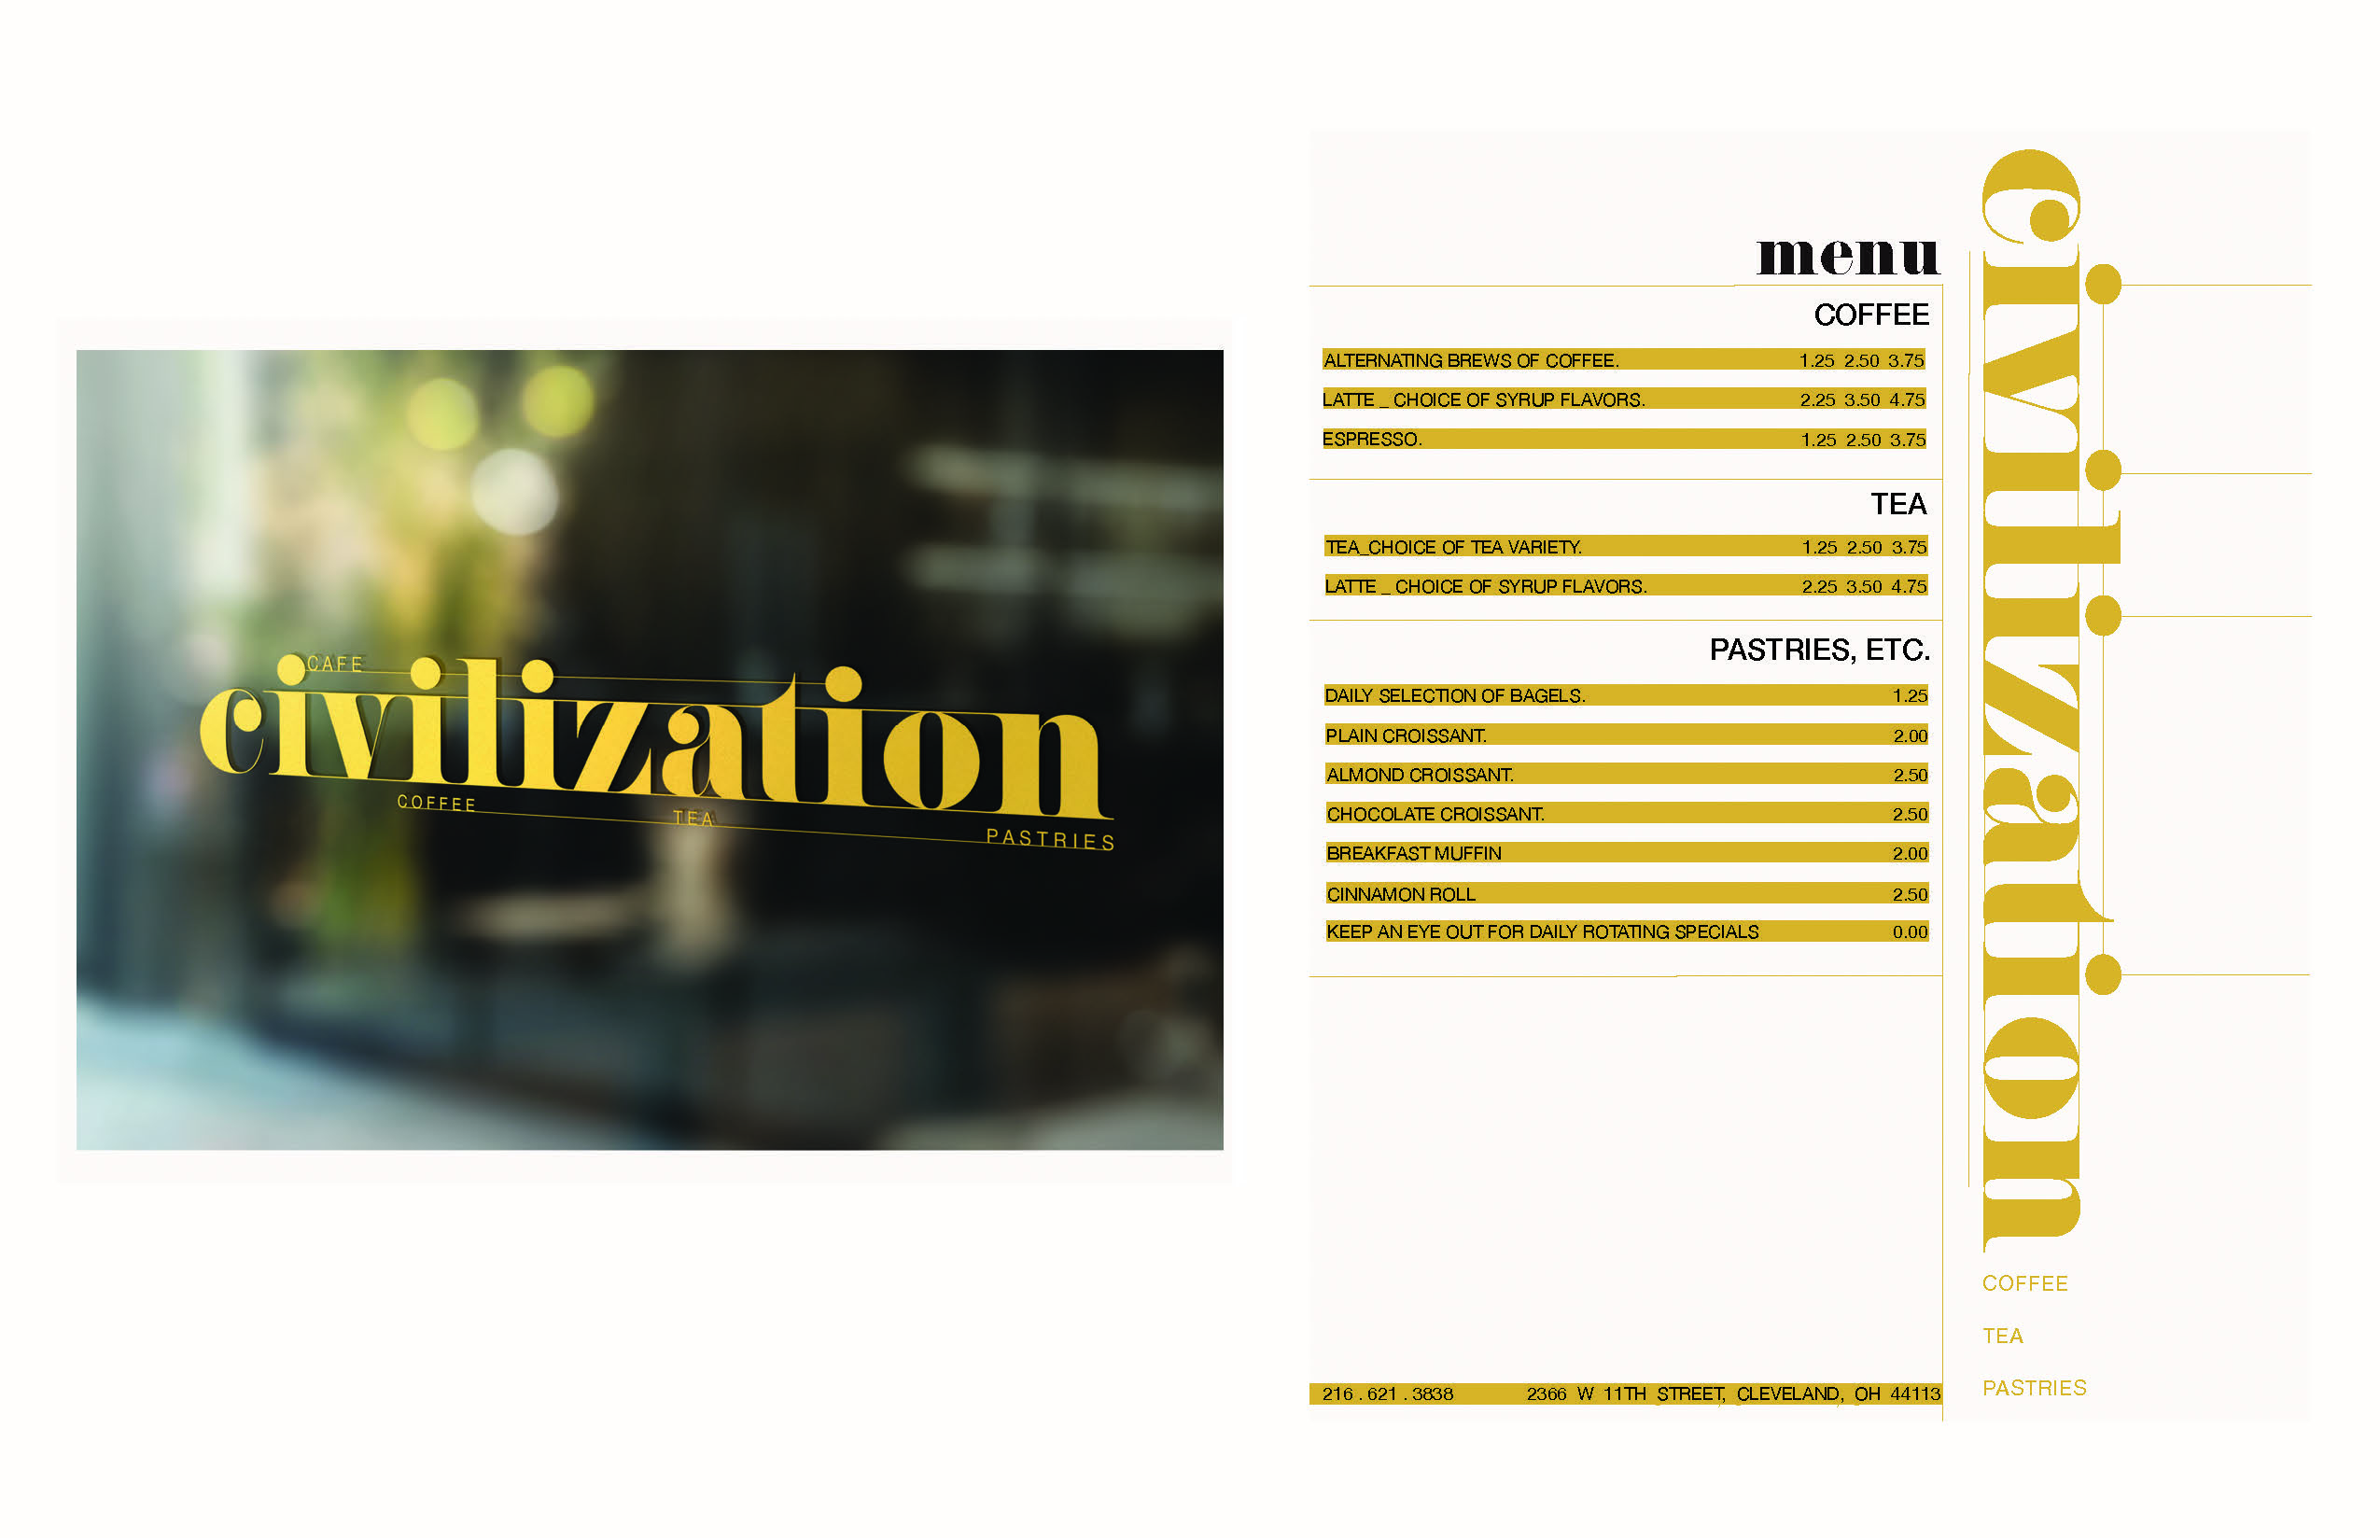 CAFE
civilization
COFFEE
TEA
PASTRIES
menu
COFFEE
ALTERNATING BREWS OF COFFEE. 1.25 2.50 3.75
LATTE _ CHOICE OF SYRUP FLAVORS. 2.25 3.50 4.75
ESPRESSO. 1.25 2.50 3.75
TEA
TEA_CHOICE OF TEA VARIETY. 1.25 2.50 3.75
LATTE _ CHOICE OF SYRUP FLAVORS. 2.25 3.50 4.75
PASTRIES, ETC.
DAILY SELECTION OF BAGELS. 1.25
PLAIN CROISSANT. 2.00
ALMOND CROISSANT. 2.50
CHOCOLATE CROISSANT. 2.50
BREAKFAST MUFFIN 2.00
CINNAMON ROLL 2.50
KEEP AN EYE OUT FOR DAILY ROTATING SPECIALS 0.00
216 . 621 . 3838 2366 W 11TH STREET, CLEVELAND, OH 44113
civilization
COFFEE
TEA
PASTRIES